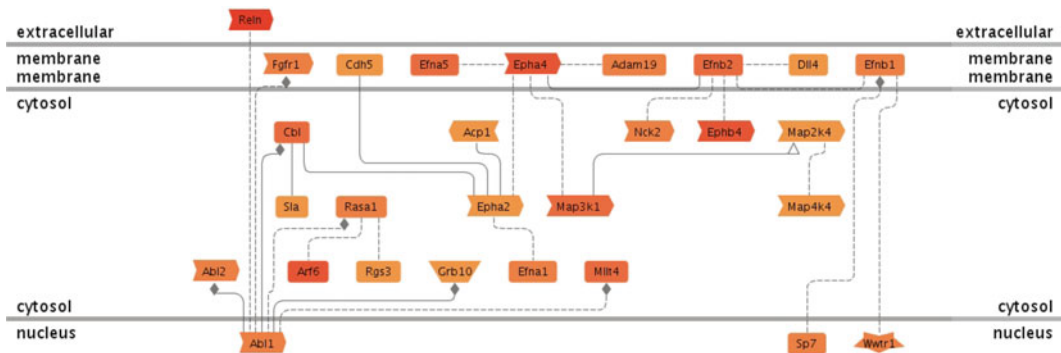 Reln
extracellular extracellular
membrane membrane
Fgfr1 Cdh5 Efna5 Epha4 Adam19 Efnb2 Dll4 Efnb1
membrane membrane
cytosol cytosol
Cbl Acp1 Nck2 Ephb4 Map2k4
Sla Rasa1 Epha2 Map3k1 Map4k4
Abl2 Arf6 Rgs3 Grb10 Efna1 Mllt4
cytosol cytosol
nucleus nucleus
Abl1 Sp7 Wwtr1